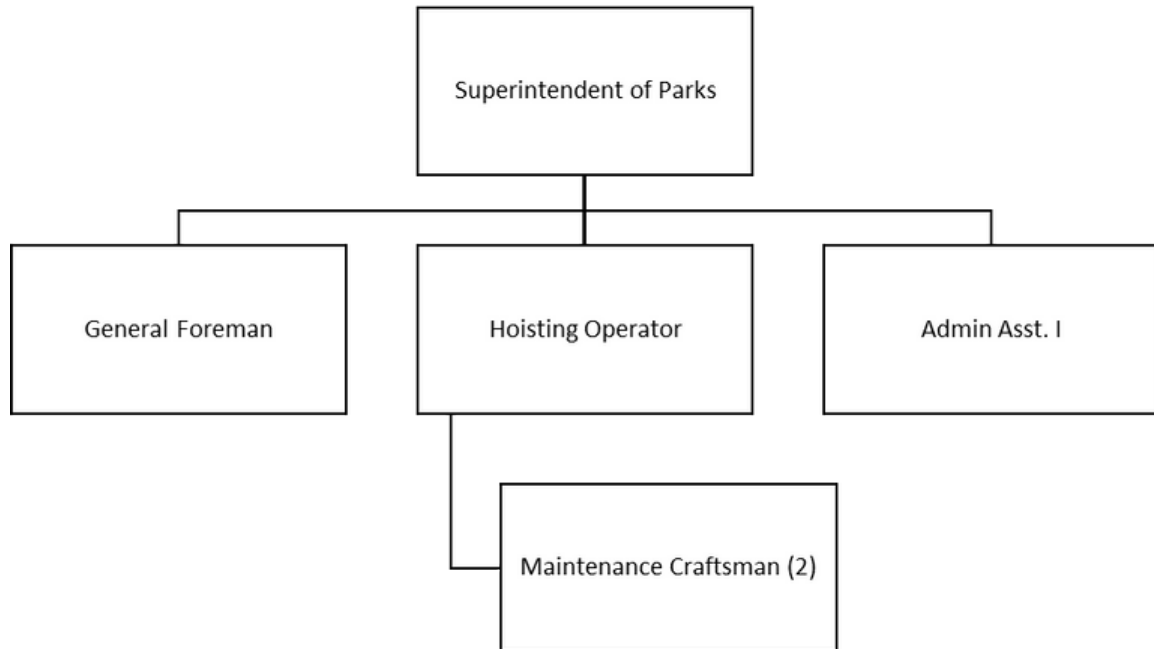 Superintendent of Parks
General Foreman
Hoisting Operator
Admin Asst. I
Maintenance Craftsman (2)